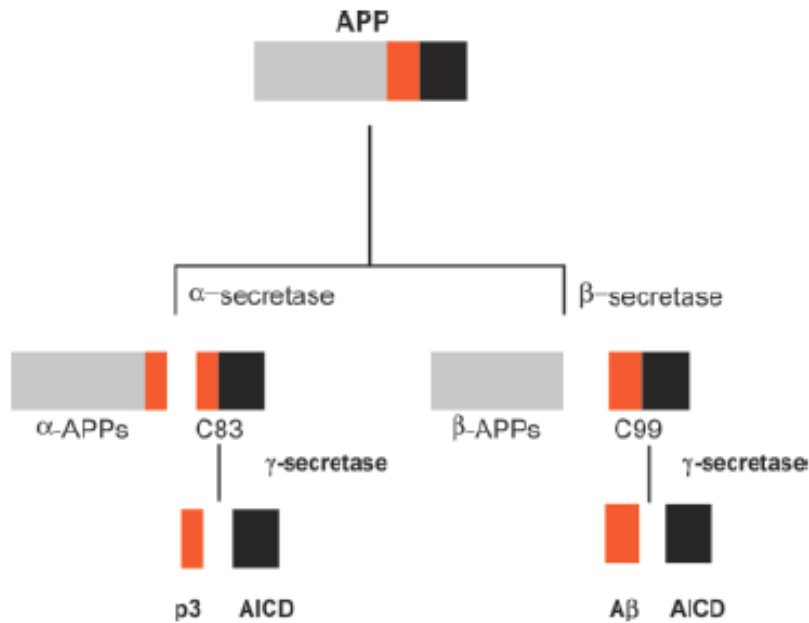 APP
α-secretase
β-secretase
α-APPs
C83
β-APPs
C99
γ-secretase
γ-secretase
p3
AICD
Aβ
AICD